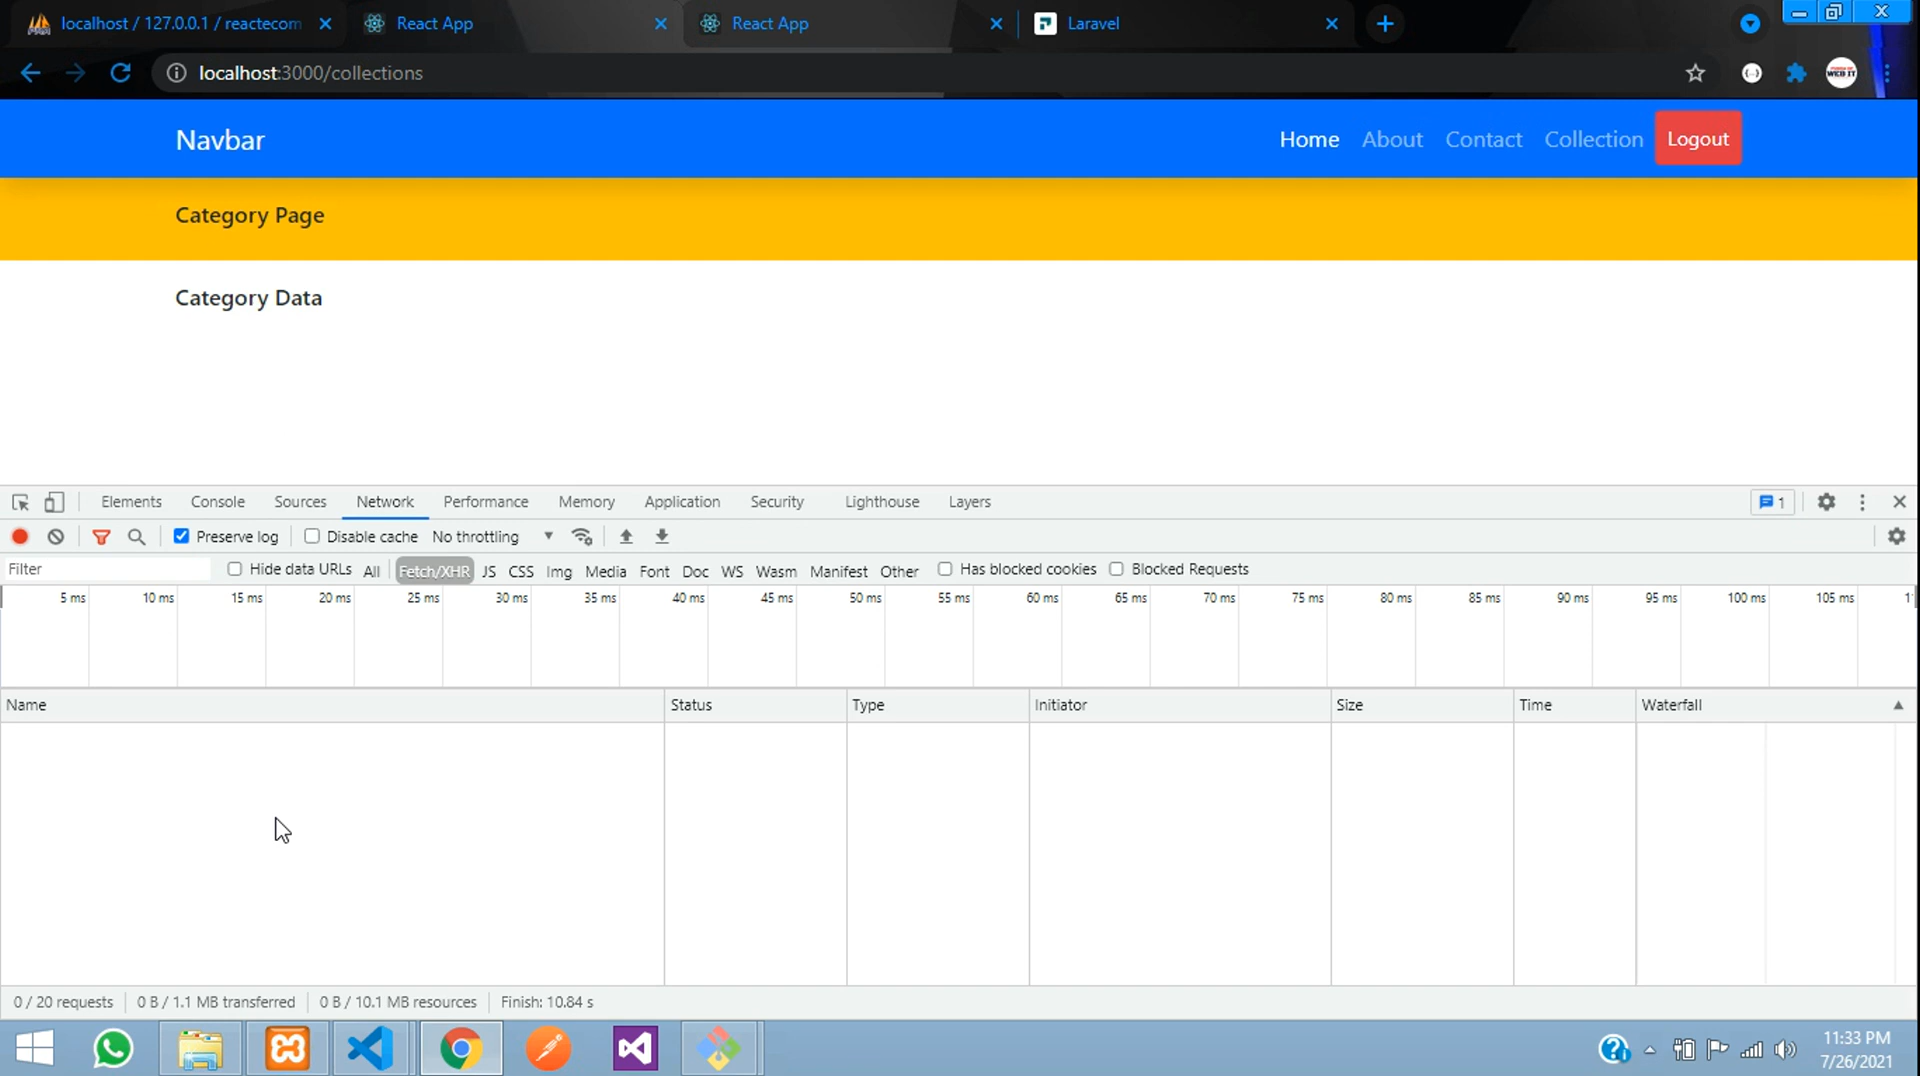 localhost / 127.0.0.1 / reactecom
React App
React App
Laravel
localhost:3000/collections
WEB IT
Navbar
Home
About
Contact
Collection
Logout
Category Page
Category Data
Elements
Console
Sources
Network
Performance
Memory
Application
Security
Lighthouse
Layers
1
Preserve log
Disable cache
No throttling
Filter
Hide data URLs
All
Fetch/XHR
JS
CSS
Img
Media
Font
Doc
WS
Wasm
Manifest
Other
Has blocked cookies
Blocked Requests
5 ms
10 ms
15 ms
20 ms
25 ms
30 ms
35 ms
40 ms
45 ms
50 ms
55 ms
60 ms
65 ms
70 ms
75 ms
80 ms
85 ms
90 ms
95 ms
100 ms
105 ms
Name
Status
Type
Initiator
Size
Time
Waterfall
0 / 20 requests
0 B / 1.1 MB transferred
0 B / 10.1 MB resources
Finish: 10.84 s
11:33 PM
7/26/2021